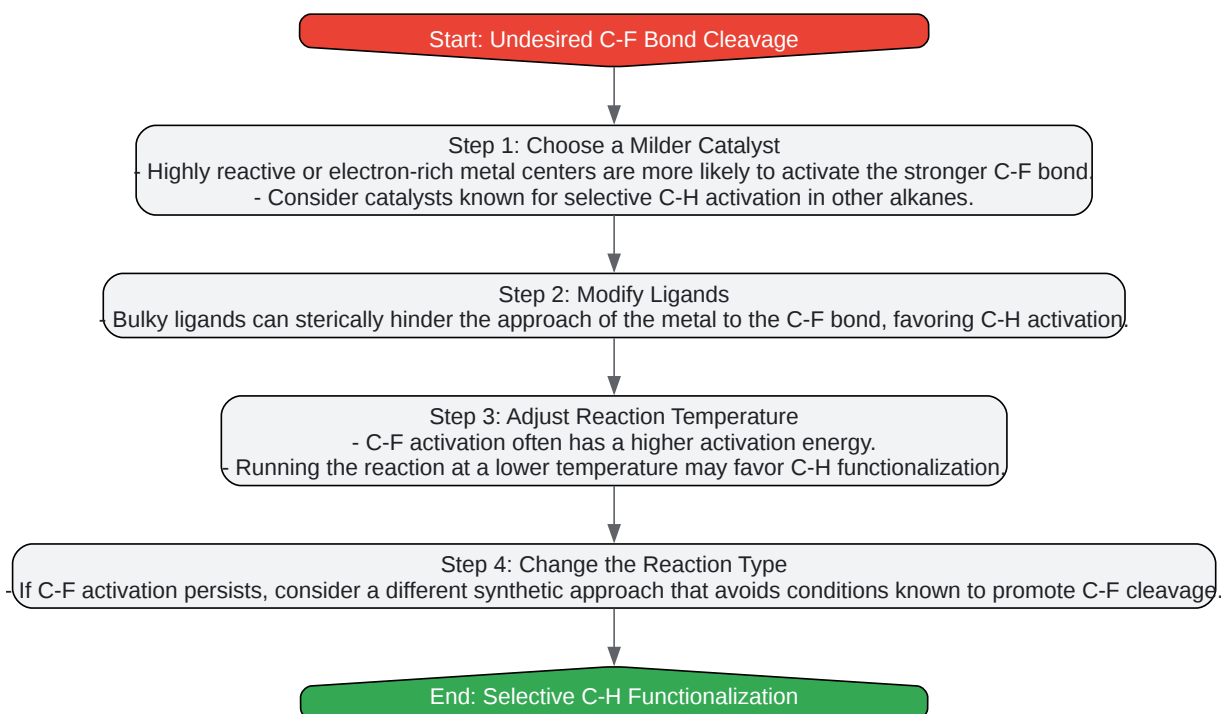 Start: Undesired C-F Bond Cleavage
Step 1: Choose a Milder Catalyst
- Highly reactive or electron-rich metal centers are more likely to activate the stronger C-F bond.
- Consider catalysts known for selective C-H activation in other alkanes.
Step 2: Modify Ligands
- Bulky ligands can sterically hinder the approach of the metal to the C-F bond, favoring C-H activation.
Step 3: Adjust Reaction Temperature
- C-F activation often has a higher activation energy.
- Running the reaction at a lower temperature may favor C-H functionalization.
Step 4: Change the Reaction Type
- If C-F activation persists, consider a different synthetic approach that avoids conditions known to promote C-F cleavage.
End: Selective C-H Functionalization